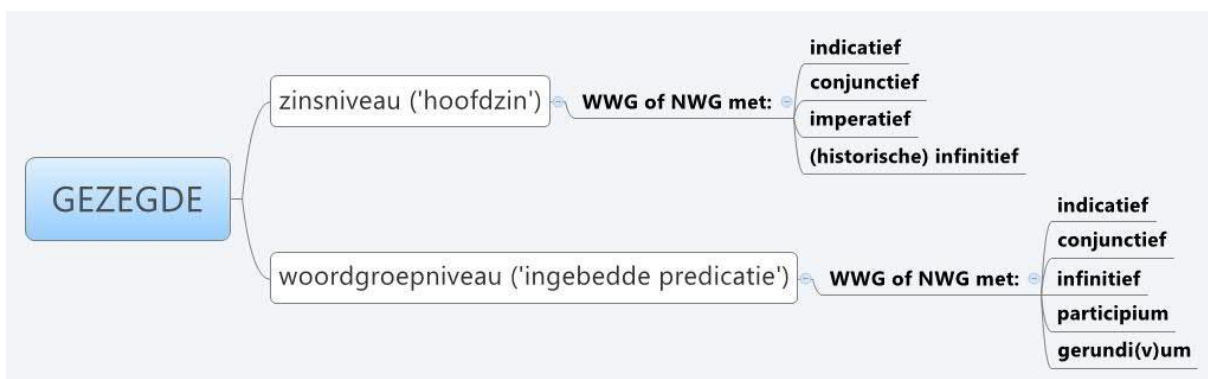 GEZEGDE
zinsniveau ('hoofdzin')
WWG of NWG met:
indicatief
conjunctief
imperatief
(historische) infinitief
woordgroepniveau ('ingebedde predicatie')
WWG of NWG met:
indicatief
conjunctief
infinitief
participium
gerundi(v)um